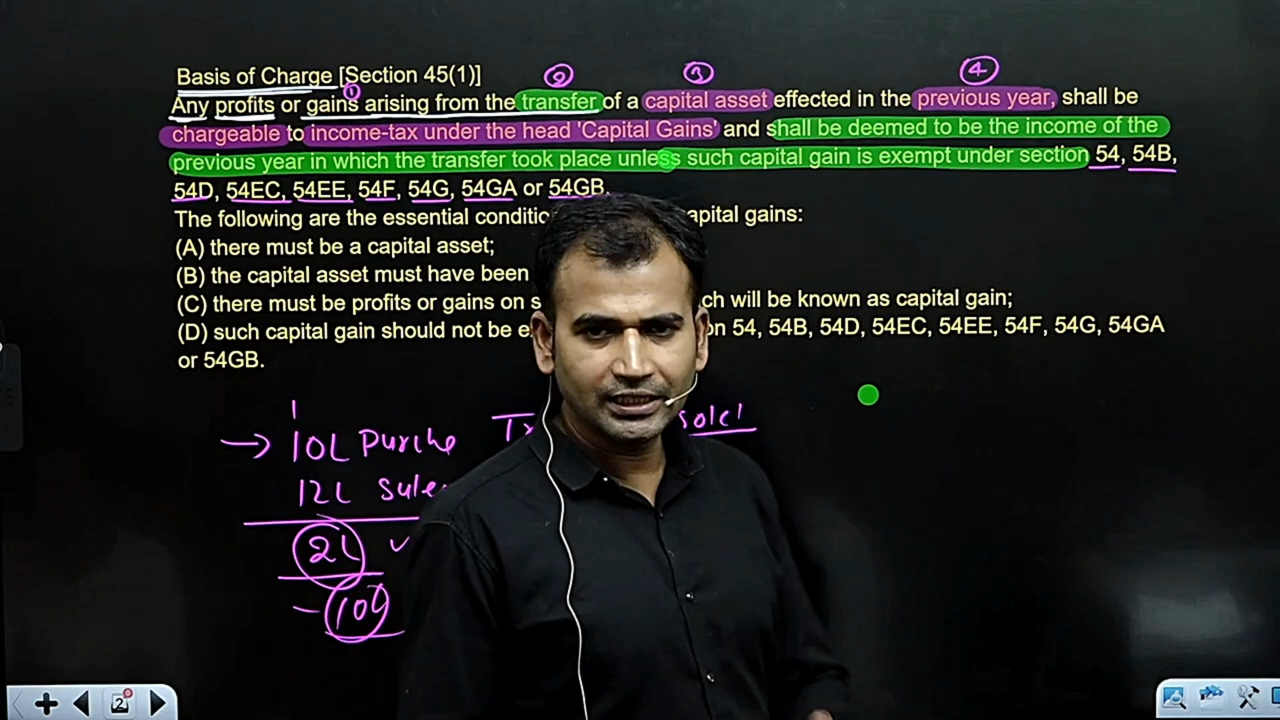 Basis of Charge [Section 45(1)]
① ② ③ ④
Any profits or gains arising from the transfer of a capital asset effected in the previous year, shall be
chargeable to income-tax under the head 'Capital Gains' and shall be deemed to be the income of the
previous year in which the transfer took place unless such capital gain is exempt under section 54, 54B,
54D, 54EC, 54EE, 54F, 54G, 54GA or 54GB.
The following are the essential apital gains:
(A) there must be a capital asset;
(B) the capital asset must have been
(C) there must be profits or gains on s ch will be known as capital gain;
(D) such capital gain should not be e n 54, 54B, 54D, 54EC, 54EE, 54F, 54G, 54GA
or 54GB.
→ 10L Purche
12L Sale
2L ✓
2